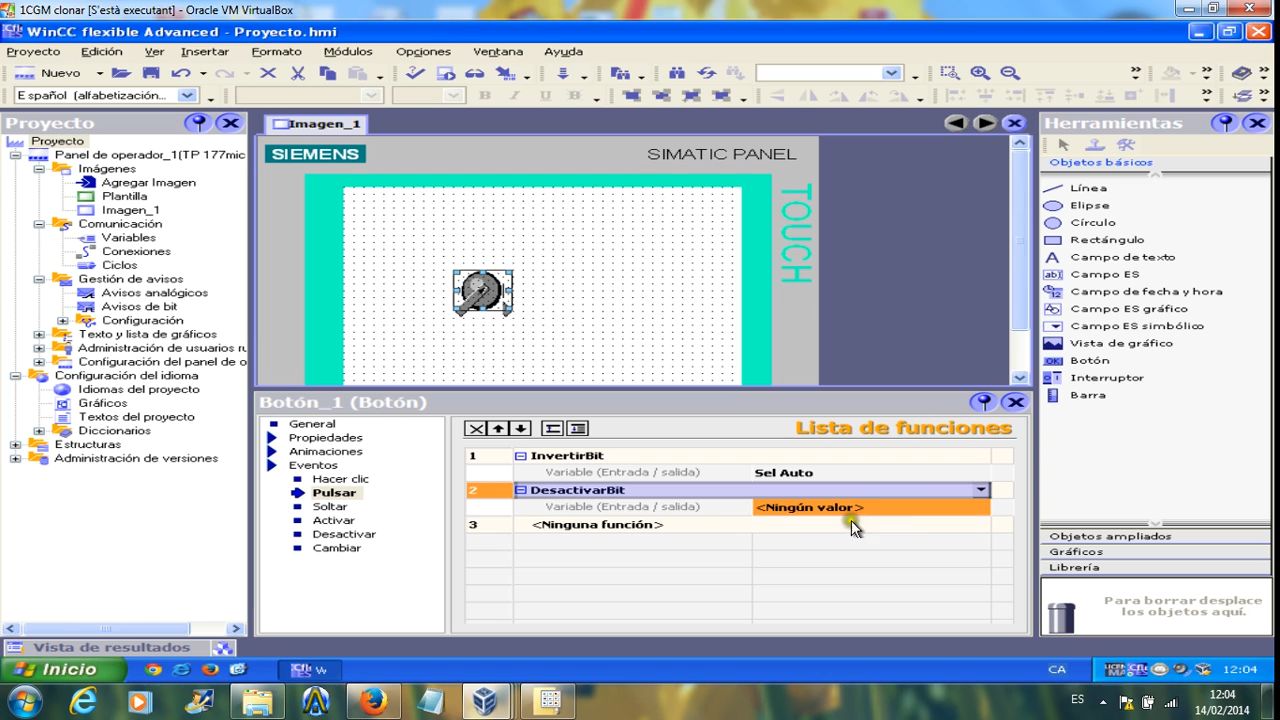 1CGM clonar [S'està executant] - Oracle VM VirtualBox
WinCC flexible Advanced - Proyecto.hmi
Proyecto Edición Ver Insertar Formato Módulos Opciones Ventana Ayuda
Nuevo
Español (alfabetización...
B I U S
Proyecto
Proyecto
Panel de operador_1(TP 177mic
Imágenes
Agregar Imagen
Plantilla
Imagen_1
Comunicación
Variables
Conexiones
Ciclos
Gestión de avisos
Avisos analógicos
Avisos de bit
Configuración
Texto y lista de gráficos
Administración de usuarios ru
Configuración del panel de o
Configuración del idioma
Idiomas del proyecto
Gráficos
Textos del proyecto
Diccionarios
Estructuras
Administración de versiones
Imagen_1
SIEMENS
SIMATIC PANEL
TOUCH
Botón_1 (Botón)
General
Propiedades
Animaciones
Eventos
Hacer clic
Pulsar
Soltar
Activar
Desactivar
Cambiar
Lista de funciones
1 InvertirBit
Variable (Entrada / salida) Sel Auto
2 DesactivarBit
Variable (Entrada / salida) <Ningún valor>
3 <Ninguna función>
Herramientas
Objetos básicos
Línea
Elipse
Círculo
Rectángulo
A Campo de texto
ab Campo ES
12 Campo de fecha y hora
Campo ES gráfico
Campo ES simbólico
Vista de gráfico
OK Botón
Interruptor
Barra
Objetos ampliados
Gráficos
Librería
Para borrar desplace
los objetos aquí.
Vista de resultados
Inicio
CA
12:04
ES
12:04
14/02/2014